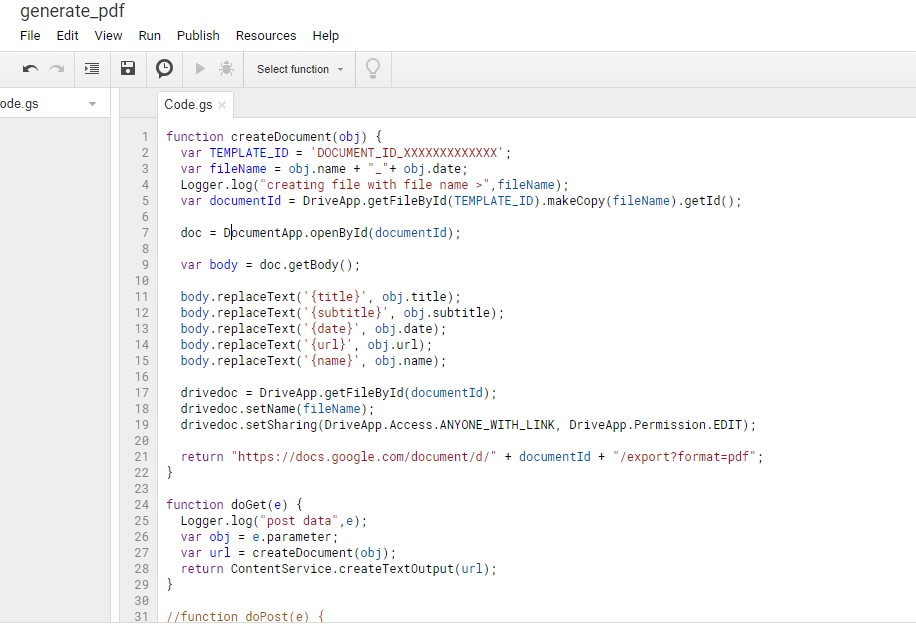 generate_pdf
File Edit View Run Publish Resources Help
Select function
ode.gs
Code.gs ×
1 function createDocument(obj) {
2 var TEMPLATE_ID = 'DOCUMENT_ID_XXXXXXXXXXXXX';
3 var fileName = obj.name + "_"+ obj.date;
4 Logger.log("creating file with file name >",fileName);
5 var documentId = DriveApp.getFileById(TEMPLATE_ID).makeCopy(fileName).getId();
6
7 doc = DocumentApp.openById(documentId);
8
9 var body = doc.getBody();
10
11 body.replaceText('{title}', obj.title);
12 body.replaceText('{subtitle}', obj.subtitle);
13 body.replaceText('{date}', obj.date);
14 body.replaceText('{url}', obj.url);
15 body.replaceText('{name}', obj.name);
16
17 drivedoc = DriveApp.getFileById(documentId);
18 drivedoc.setName(fileName);
19 drivedoc.setSharing(DriveApp.Access.ANYONE_WITH_LINK, DriveApp.Permission.EDIT);
20
21 return "https://docs.google.com/document/d/" + documentId + "/export?format=pdf";
22 }
23
24 function doGet(e) {
25 Logger.log("post data",e);
26 var obj = e.parameter;
27 var url = createDocument(obj);
28 return ContentService.createTextOutput(url);
29 }
30
31 //function doPost(e) {